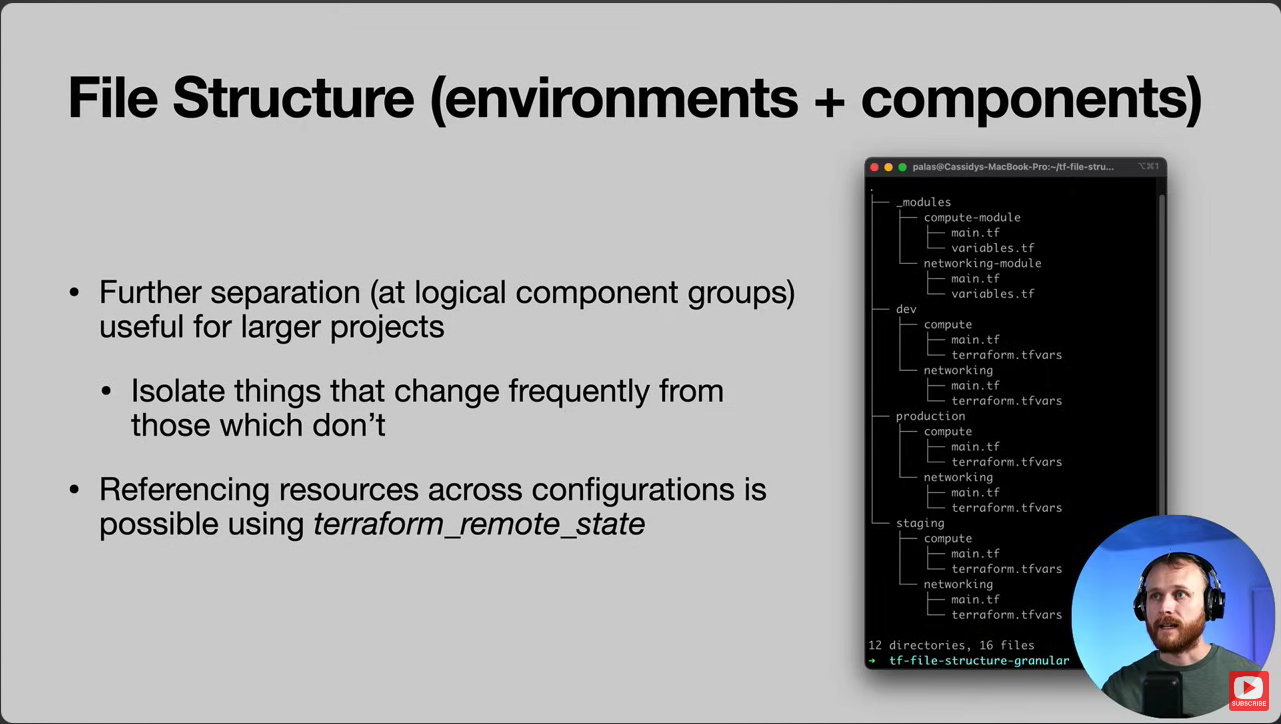 File Structure (environments + components)
• Further separation (at logical component groups)
useful for larger projects
• Isolate things that change frequently from
those which don’t
• Referencing resources across configurations is
possible using terraform_remote_state
palas@Cassidys-MacBook-Pro:~/tf-file-stru... ⌥⌘1
.
├── _modules
│   ├── compute-module
│   │   ├── main.tf
│   │   └── variables.tf
│   └── networking-module
│       ├── main.tf
│       └── variables.tf
├── dev
│   ├── compute
│   │   ├── main.tf
│   │   └── terraform.tfvars
│   └── networking
│       ├── main.tf
│       └── terraform.tfvars
├── production
│   ├── compute
│   │   ├── main.tf
│   │   └── terraform.tfvars
│   └── networking
│       ├── main.tf
│       └── terraform.tfvars
└── staging
    ├── compute
    │   ├── main.tf
    │   └── terraform.tfvars
    └── networking
        ├── main.tf
        └── terraform.tfvars
12 directories, 16 files
→ tf-file-structure-granular
SUBSCRIBE